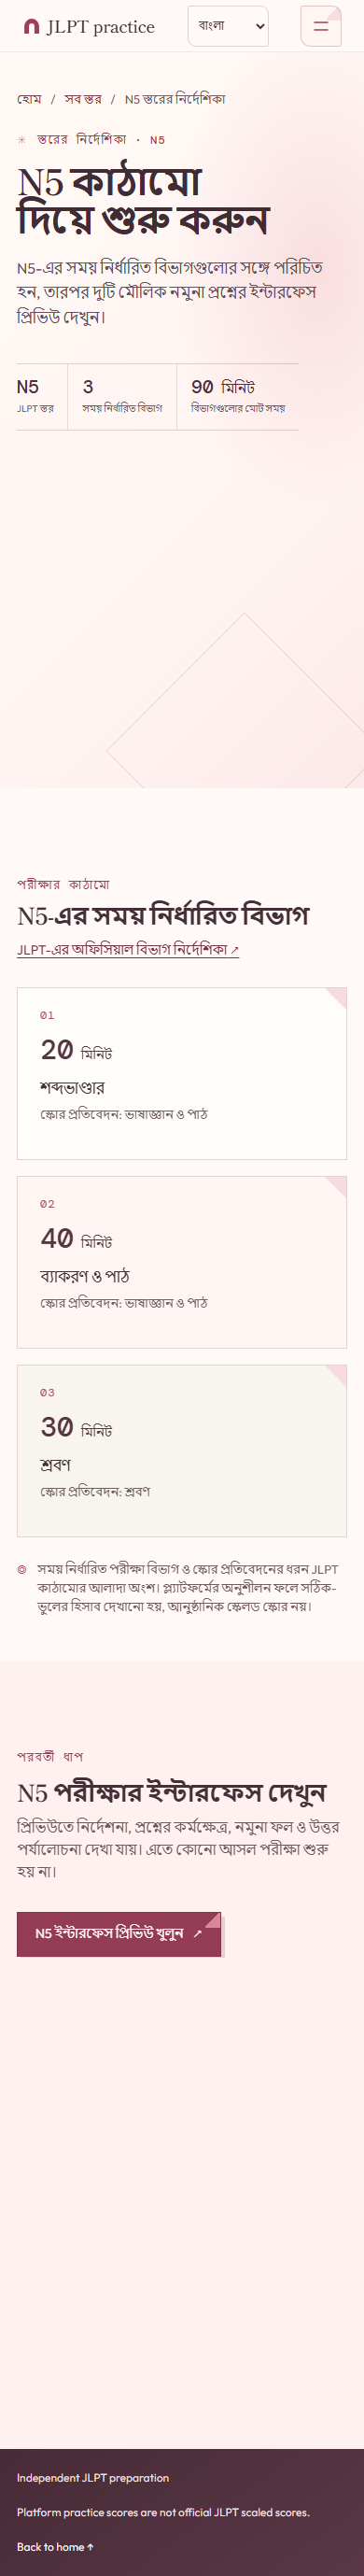 JLPT practice
বাংলা
হোম / সব স্তর / N5 স্তরের নির্দেশিকা
স্তরের নির্দেশিকা · N5
N5 কাঠামো
দিয়ে শুরু করুন
N5-এর সময় নির্ধারিত বিভাগগুলোর সঙ্গে পরিচিত
হন, তারপর দুটি মৌলিক নমুনা প্রশ্নের ইন্টারফেস
প্রিভিউ দেখুন।
N5
JLPT স্তর
3
সময় নির্ধারিত বিভাগ
90 মিনিট
বিভাগগুলোর মোট সময়
পরীক্ষার কাঠামো
N5-এর সময় নির্ধারিত বিভাগ
JLPT-এর অফিসিয়াল বিভাগ নির্দেশিকা ↗
01
20 মিনিট
শব্দভাণ্ডার
স্কোর প্রতিবেদন: ভাষাজ্ঞান ও পাঠ
02
40 মিনিট
ব্যাকরণ ও পাঠ
স্কোর প্রতিবেদন: ভাষাজ্ঞান ও পাঠ
03
30 মিনিট
শ্রবণ
স্কোর প্রতিবেদন: শ্রবণ
সময় নির্ধারিত পরীক্ষা বিভাগ ও স্কোর প্রতিবেদনের ধরন JLPT
কাঠামোর আলাদা অংশ। প্ল্যাটফর্মের অনুশীলন ফলে সঠিক-
ভুলের হিসাব দেখানো হয়, আনুষ্ঠানিক স্কেলড স্কোর নয়।
পরবর্তী ধাপ
N5 পরীক্ষার ইন্টারফেস দেখুন
প্রিভিউতে নির্দেশনা, প্রশ্নের কর্মক্ষেত্র, নমুনা ফল ও উত্তর
পর্যালোচনা দেখা যায়। এতে কোনো আসল পরীক্ষা শুরু
হয় না।
N5 ইন্টারফেস প্রিভিউ খুলুন ↗
Independent JLPT preparation
Platform practice scores are not official JLPT scaled scores.
Back to home ↑